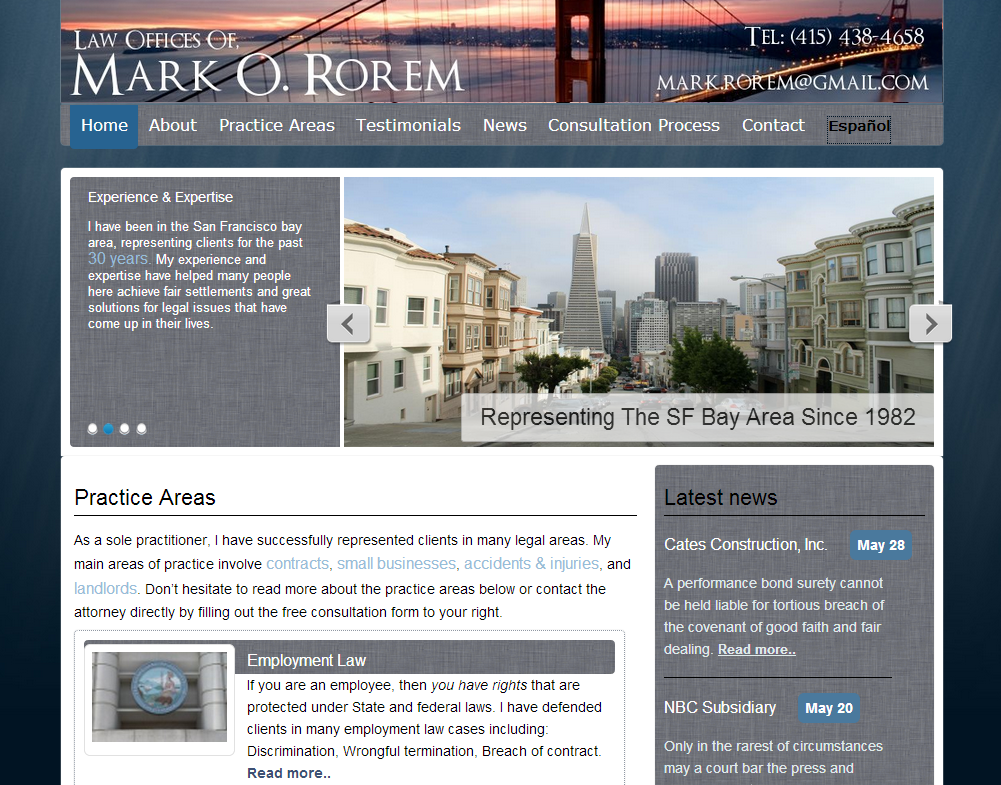 Law Offices Of,
Mark O. Rorem
Tel: (415) 438-4658
mark.rorem@gmail.com
Home About Practice Areas Testimonials News Consultation Process Contact Español
Experience & Expertise
I have been in the San Francisco bay
area, representing clients for the past
30 years. My experience and
expertise have helped many people
here achieve fair settlements and great
solutions for legal issues that have
come up in their lives.
Representing The SF Bay Area Since 1982
Practice Areas
As a sole practitioner, I have successfully represented clients in many legal areas. My
main areas of practice involve contracts, small businesses, accidents & injuries, and
landlords. Don't hesitate to read more about the practice areas below or contact the
attorney directly by filling out the free consultation form to your right.
Employment Law
If you are an employee, then you have rights that are
protected under State and federal laws. I have defended
clients in many employment law cases including:
Discrimination, Wrongful termination, Breach of contract.
Read more..
Latest news
Cates Construction, Inc. May 28
A performance bond surety cannot
be held liable for tortious breach of
the covenant of good faith and fair
dealing. Read more..
NBC Subsidiary May 20
Only in the rarest of circumstances
may a court bar the press and